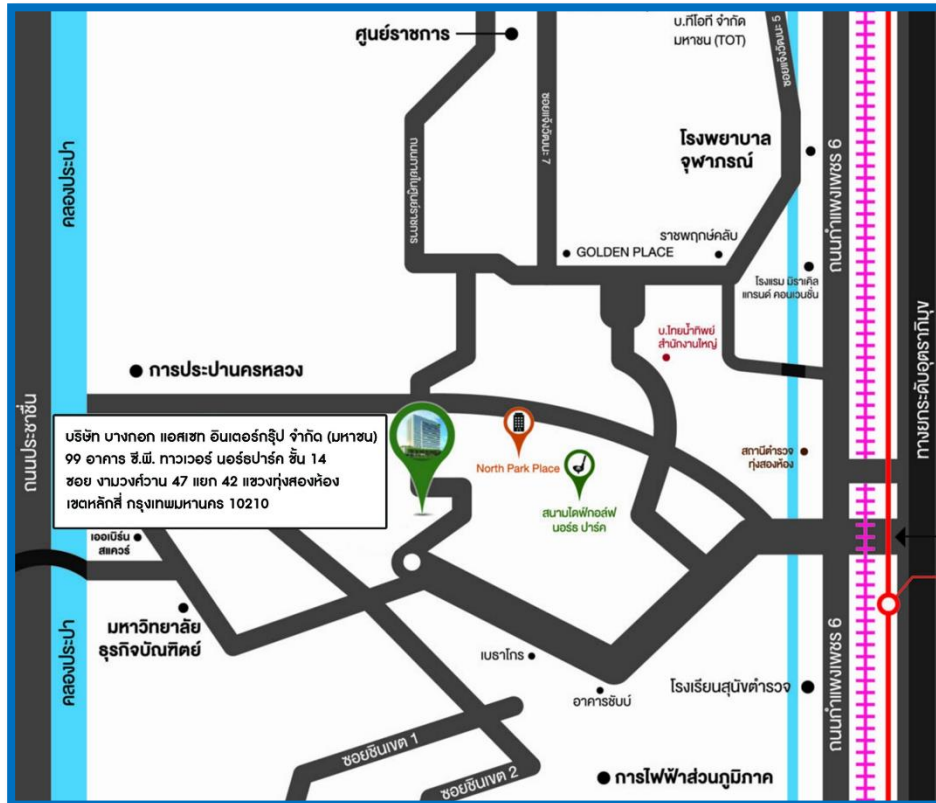 ศูนย์ราชการ
บ.ทีโอที จำกัด
มหาชน (TOT)
ซอยแจ้งวัฒนะ 5
ซอยแจ้งวัฒนะ 7
ถนนภายในศูนย์ราชการ
คลองประปา
โรงพยาบาล
จุฬาภรณ์
ถนนกำแพงเพชร 6
ราชพฤกษ์คลับ
GOLDEN PLACE
โรงแรม มิราเคิล
แกรนด์ คอนเวนชั่น
บ.ไทยน้ำทิพย์
สำนักงานใหญ่
การประปานครหลวง
ถนนประชาชื่น
บริษัท บางกอก แอสเซท อินเตอร์กรุ๊ป จำกัด (มหาชน)
99 อาคาร ซี.พี. ทาวเวอร์ นอร์ธปาร์ค ชั้น 14
ซอย งามวงศ์วาน 47 แยก 42 แขวงทุ่งสองห้อง
เขตหลักสี่ กรุงเทพมหานคร 10210
North Park Place
สถานีตำรวจ
ทุ่งสองห้อง
สนามไดฟ์กอล์ฟ
นอร์ธ ปาร์ค
เออเบิร์น
สแควร์
มหาวิทยาลัย
ธุรกิจบัณฑิตย์
คลองประปา
เบธาโกร
อาคารชับบ์
โรงเรียนสุนัขตำรวจ
ถนนกำแพงเพชร 6
ซอยชินเขต 1
ซอยชินเขต 2
การไฟฟ้าส่วนภูมิภาค